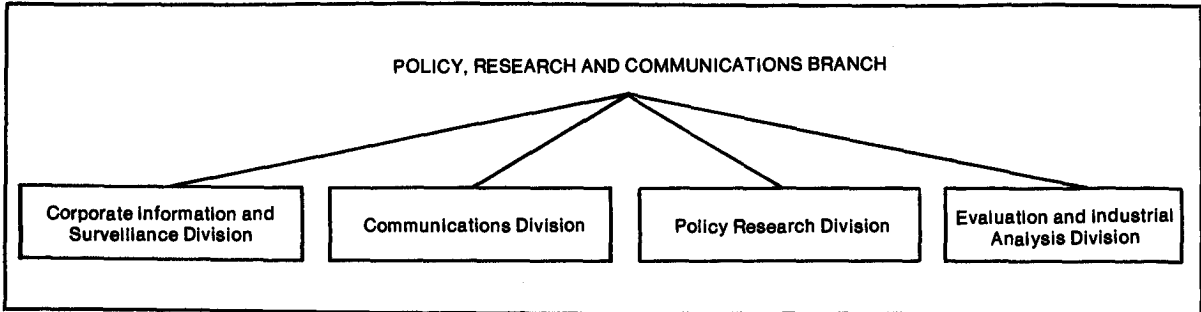 POLICY, RESEARCH AND COMMUNICATIONS BRANCH
Corporate Information and
Surveillance Division
Communications Division
Policy Research Division
Evaluation and Industrial
Analysis Division